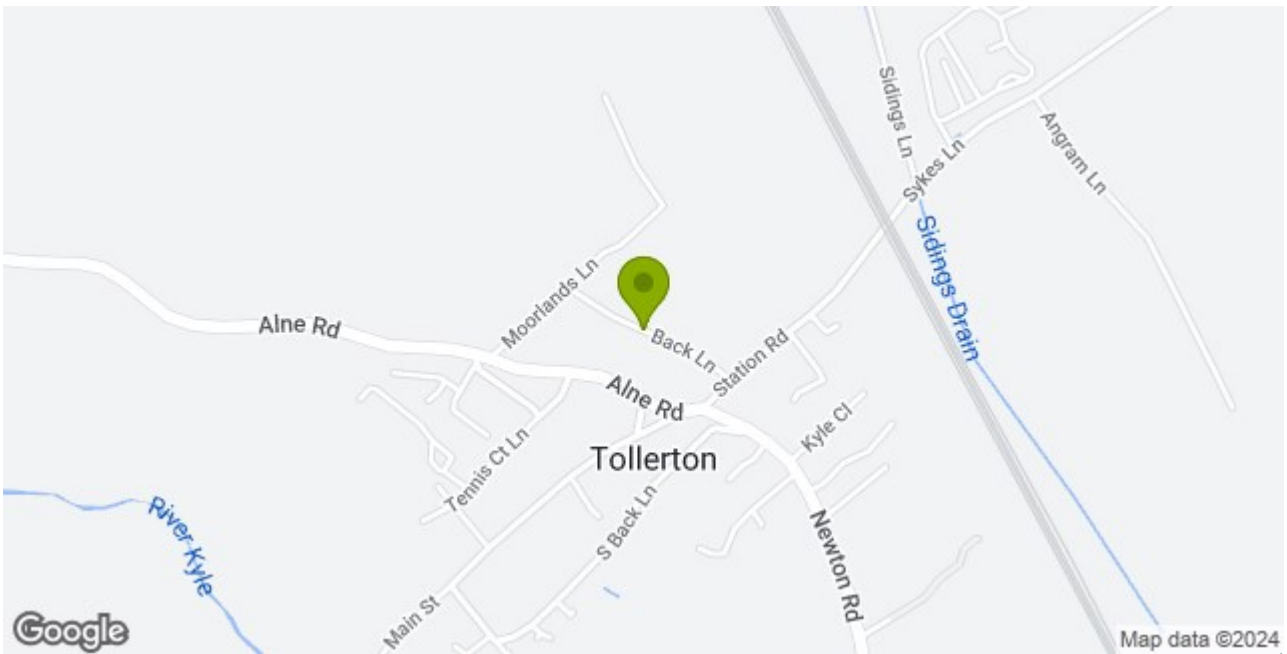 Sidings Ln
Sykes Ln
Angram Ln
Sidings Drain
Moorlands Ln
Alne Rd
Back Ln
Station Rd
Alne Rd
Kyle Cl
Tollerton
Tennis Ct Ln
S Back Ln
River Kyle
Newton Rd
Main St
Google
Map data ©2024